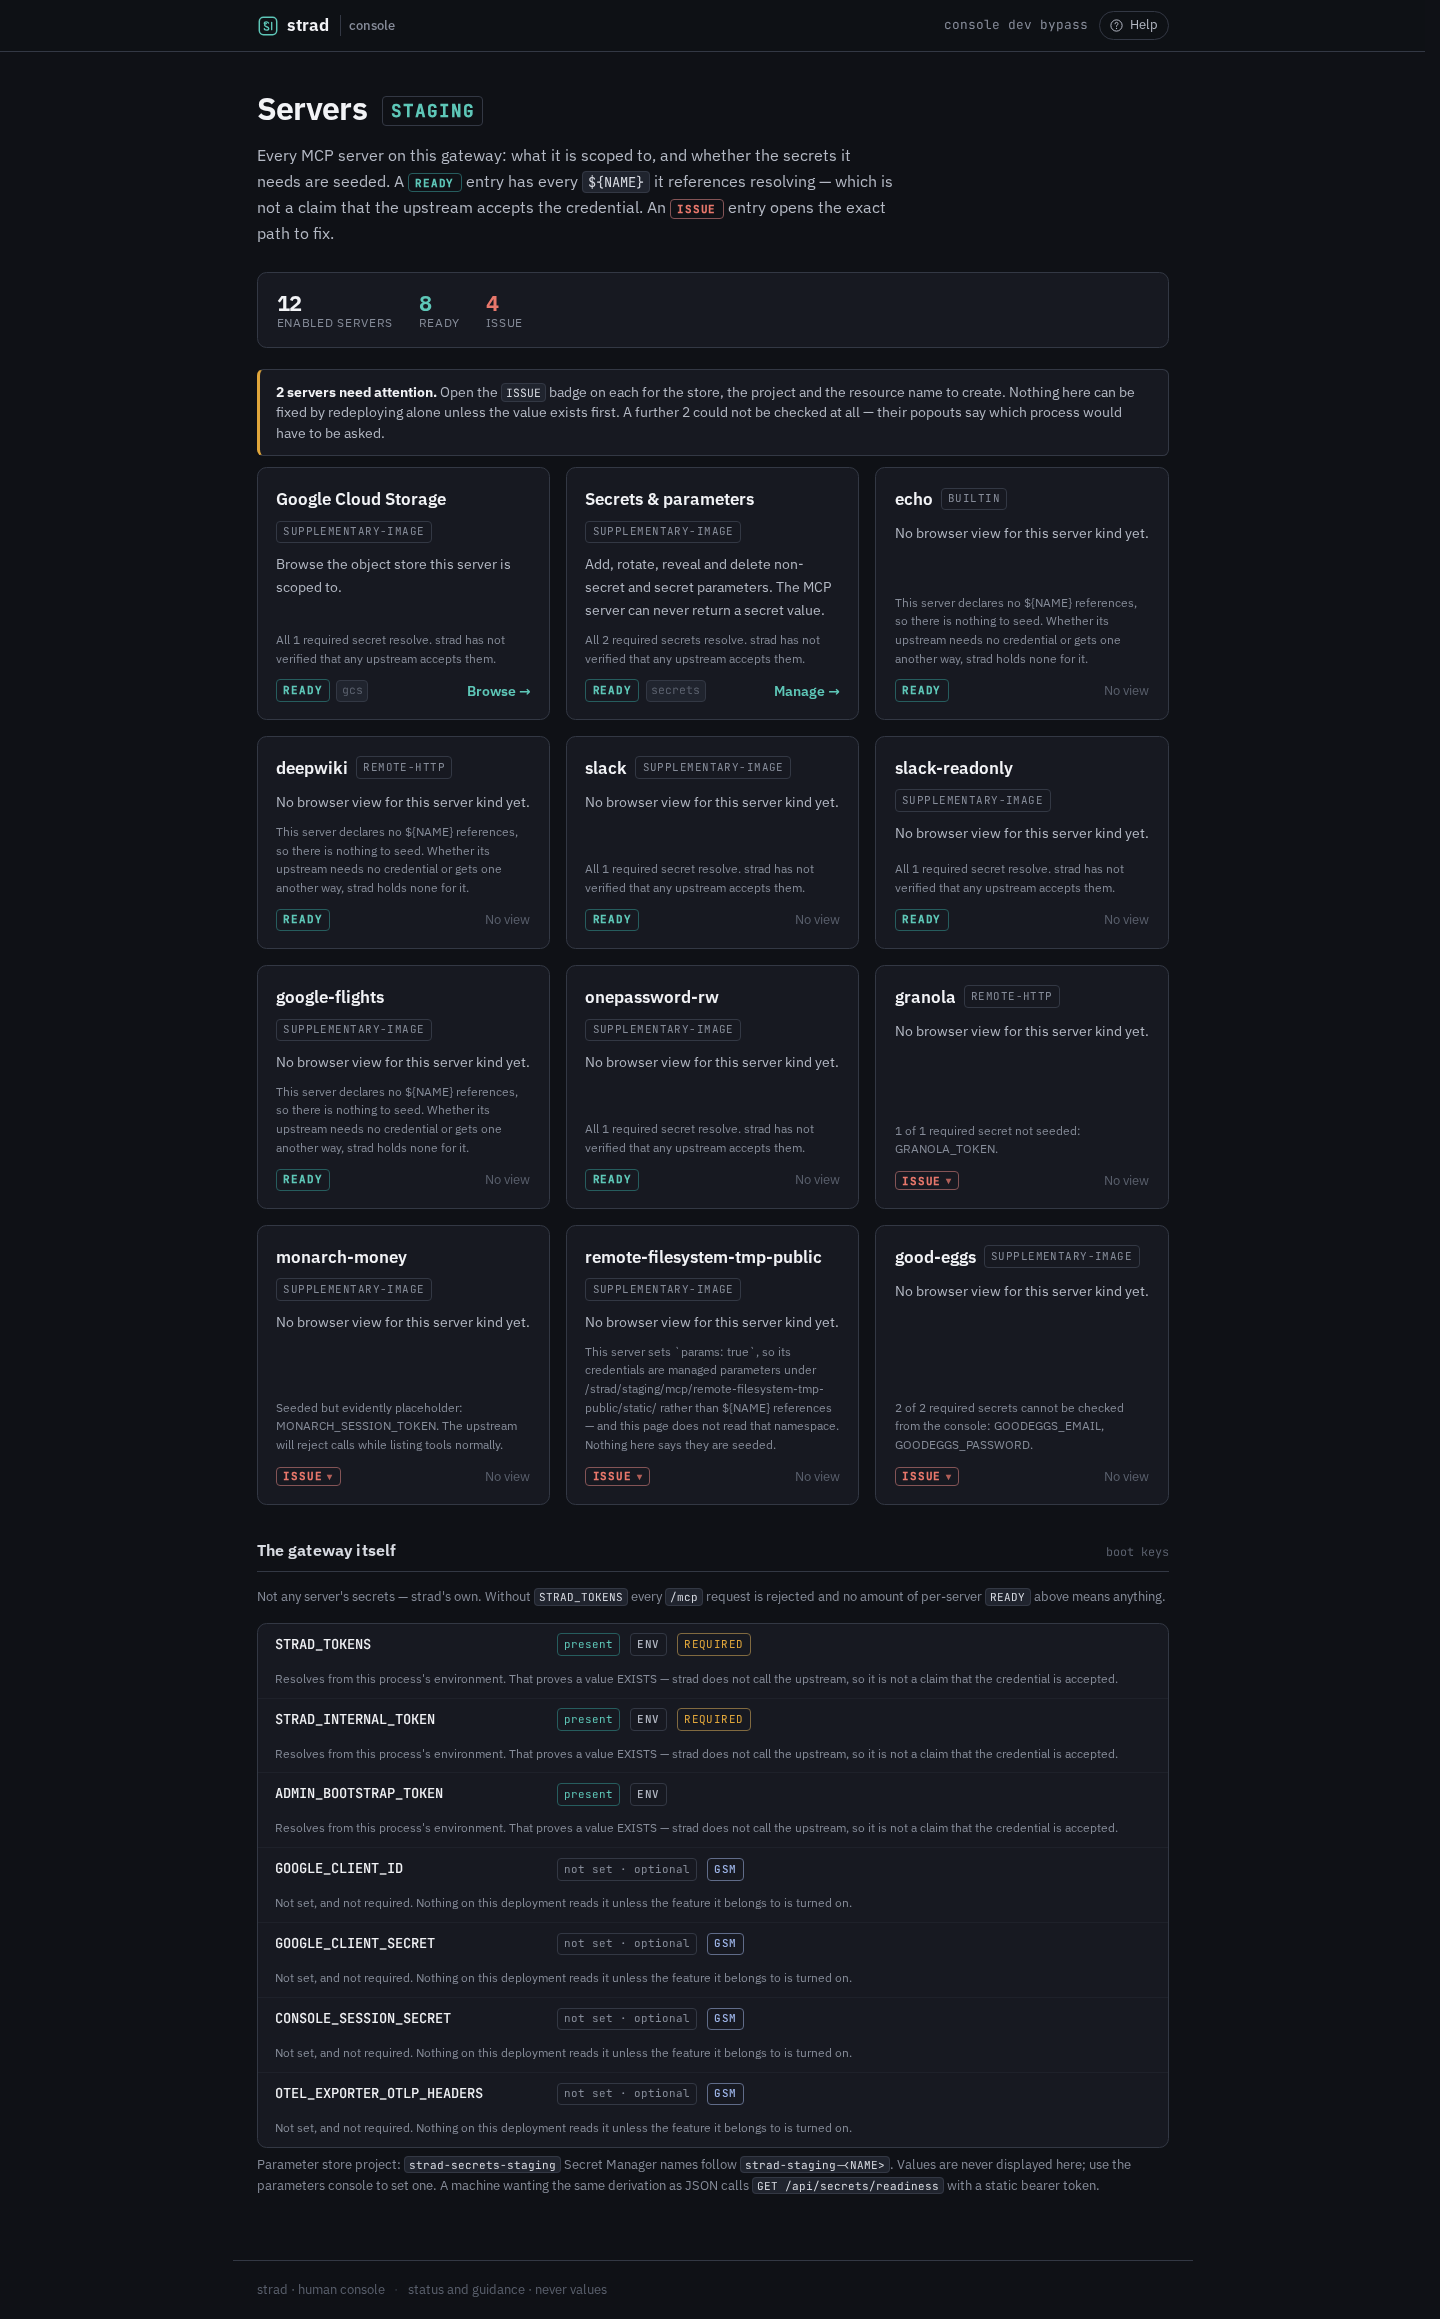 strad console
console dev bypass Help
Servers STAGING
Every MCP server on this gateway: what it is scoped to, and whether the secrets it
needs are seeded. A READY entry has every ${NAME} it references resolving — which is
not a claim that the upstream accepts the credential. An ISSUE entry opens the exact
path to fix.
12 8 4
ENABLED SERVERS READY ISSUE
2 servers need attention. Open the ISSUE badge on each for the store, the project and the resource name to create. Nothing here can be
fixed by redeploying alone unless the value exists first. A further 2 could not be checked at all — their popouts say which process would
have to be asked.
Google Cloud Storage
SUPPLEMENTARY-IMAGE
Browse the object store this server is
scoped to.
All 1 required secret resolve. strad has not
verified that any upstream accepts them.
READY gcs Browse →
Secrets & parameters
SUPPLEMENTARY-IMAGE
Add, rotate, reveal and delete non-
secret and secret parameters. The MCP
server can never return a secret value.
All 2 required secrets resolve. strad has not
verified that any upstream accepts them.
READY secrets Manage →
echo BUILTIN
No browser view for this server kind yet.
This server declares no ${NAME} references,
so there is nothing to seed. Whether its
upstream needs no credential or gets one
another way, strad holds none for it.
READY No view
deepwiki REMOTE-HTTP
No browser view for this server kind yet.
This server declares no ${NAME} references,
so there is nothing to seed. Whether its
upstream needs no credential or gets one
another way, strad holds none for it.
READY No view
slack SUPPLEMENTARY-IMAGE
No browser view for this server kind yet.
All 1 required secret resolve. strad has not
verified that any upstream accepts them.
READY No view
slack-readonly
SUPPLEMENTARY-IMAGE
No browser view for this server kind yet.
All 1 required secret resolve. strad has not
verified that any upstream accepts them.
READY No view
google-flights
SUPPLEMENTARY-IMAGE
No browser view for this server kind yet.
This server declares no ${NAME} references,
so there is nothing to seed. Whether its
upstream needs no credential or gets one
another way, strad holds none for it.
READY No view
onepassword-rw
SUPPLEMENTARY-IMAGE
No browser view for this server kind yet.
All 1 required secret resolve. strad has not
verified that any upstream accepts them.
READY No view
granola REMOTE-HTTP
No browser view for this server kind yet.
1 of 1 required secret not seeded:
GRANOLA_TOKEN.
ISSUE ▾ No view
monarch-money
SUPPLEMENTARY-IMAGE
No browser view for this server kind yet.
Seeded but evidently placeholder:
MONARCH_SESSION_TOKEN. The upstream
will reject calls while listing tools normally.
ISSUE ▾ No view
remote-filesystem-tmp-public
SUPPLEMENTARY-IMAGE
No browser view for this server kind yet.
This server sets `params: true`, so its
credentials are managed parameters under
/strad/staging/mcp/remote-filesystem-tmp-
public/static/ rather than ${NAME} references
— and this page does not read that namespace.
Nothing here says they are seeded.
ISSUE ▾ No view
good-eggs SUPPLEMENTARY-IMAGE
No browser view for this server kind yet.
2 of 2 required secrets cannot be checked
from the console: GOODEGGS_EMAIL,
GOODEGGS_PASSWORD.
ISSUE ▾ No view
The gateway itself boot keys
Not any server's secrets — strad's own. Without STRAD_TOKENS every /mcp request is rejected and no amount of per-server READY above means anything.
STRAD_TOKENS present ENV REQUIRED
Resolves from this process's environment. That proves a value EXISTS — strad does not call the upstream, so it is not a claim that the credential is accepted.
STRAD_INTERNAL_TOKEN present ENV REQUIRED
Resolves from this process's environment. That proves a value EXISTS — strad does not call the upstream, so it is not a claim that the credential is accepted.
ADMIN_BOOTSTRAP_TOKEN present ENV
Resolves from this process's environment. That proves a value EXISTS — strad does not call the upstream, so it is not a claim that the credential is accepted.
GOOGLE_CLIENT_ID not set · optional GSM
Not set, and not required. Nothing on this deployment reads it unless the feature it belongs to is turned on.
GOOGLE_CLIENT_SECRET not set · optional GSM
Not set, and not required. Nothing on this deployment reads it unless the feature it belongs to is turned on.
CONSOLE_SESSION_SECRET not set · optional GSM
Not set, and not required. Nothing on this deployment reads it unless the feature it belongs to is turned on.
OTEL_EXPORTER_OTLP_HEADERS not set · optional GSM
Not set, and not required. Nothing on this deployment reads it unless the feature it belongs to is turned on.
Parameter store project: strad-secrets-staging Secret Manager names follow strad-staging--<NAME>. Values are never displayed here; use the
parameters console to set one. A machine wanting the same derivation as JSON calls GET /api/secrets/readiness with a static bearer token.
strad · human console · status and guidance · never values